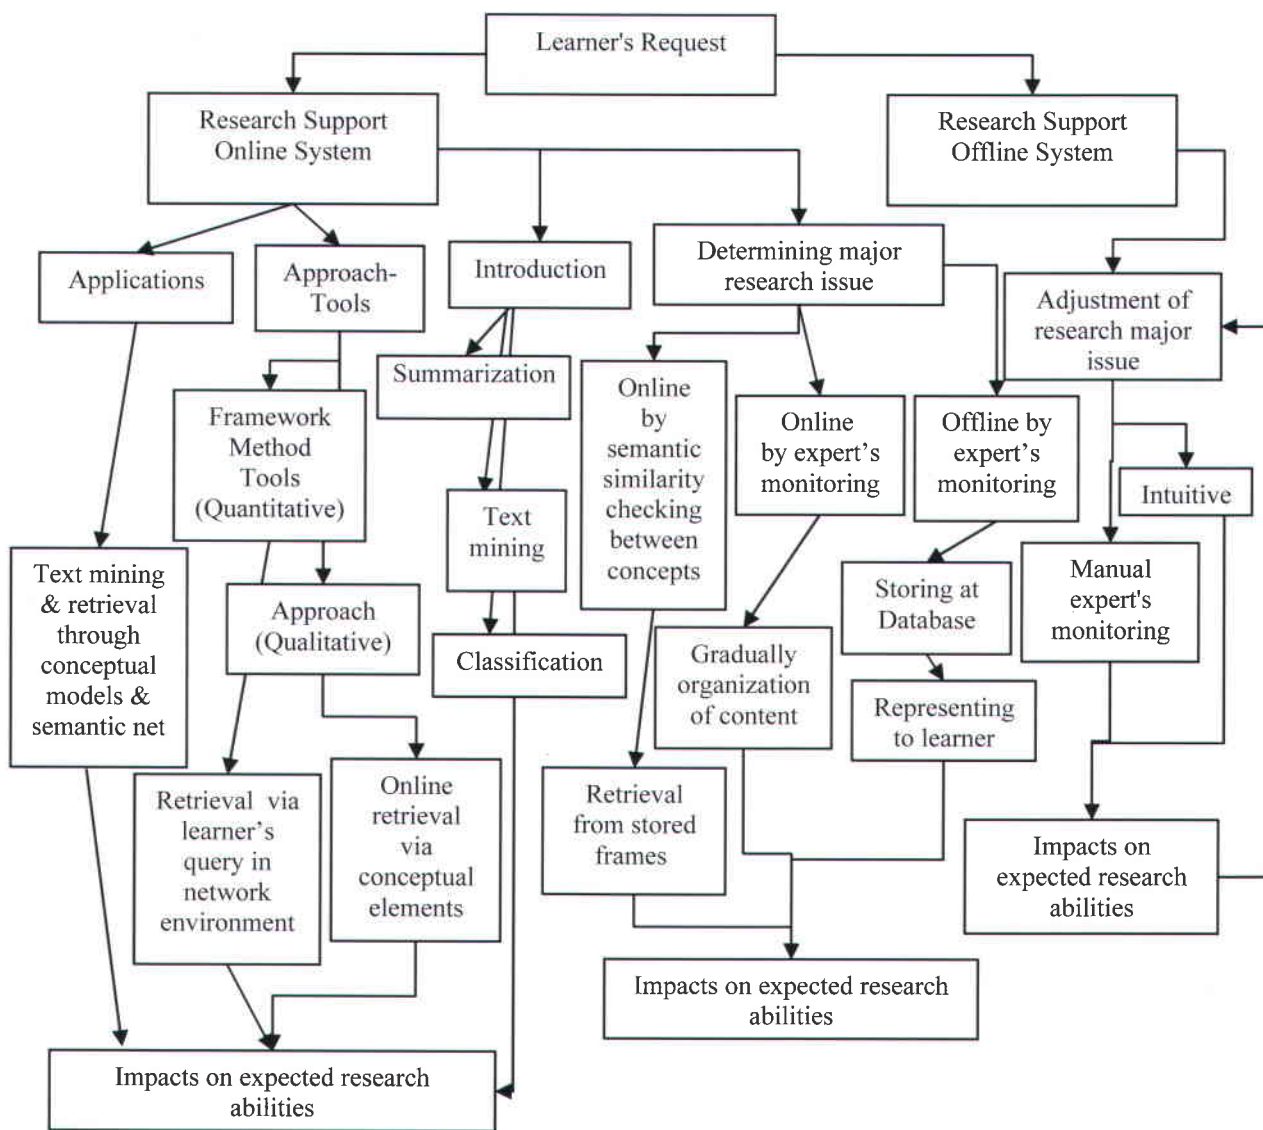 Learner's Request
Research Support
Online System
Research Support
Offline System
Applications
Approach-
Tools
Introduction
Determining major
research issue
Adjustment of
research major
issue
Summarization
Framework
Method
Tools
(Quantitative)
Online
by
semantic
similarity
checking
between
concepts
Online
by expert's
monitoring
Offline by
expert's
monitoring
Intuitive
Text
mining
Text mining
& retrieval
through
conceptual
models &
semantic net
Approach
(Qualitative)
Classification
Gradually
organization
of content
Storing at
Database
Manual
expert's
monitoring
Representing
to learner
Retrieval via
learner's
query in
network
environment
Online
retrieval
via
conceptual
elements
Retrieval
from stored
frames
Impacts on
expected research
abilities
Impacts on expected research
abilities
Impacts on expected research
abilities